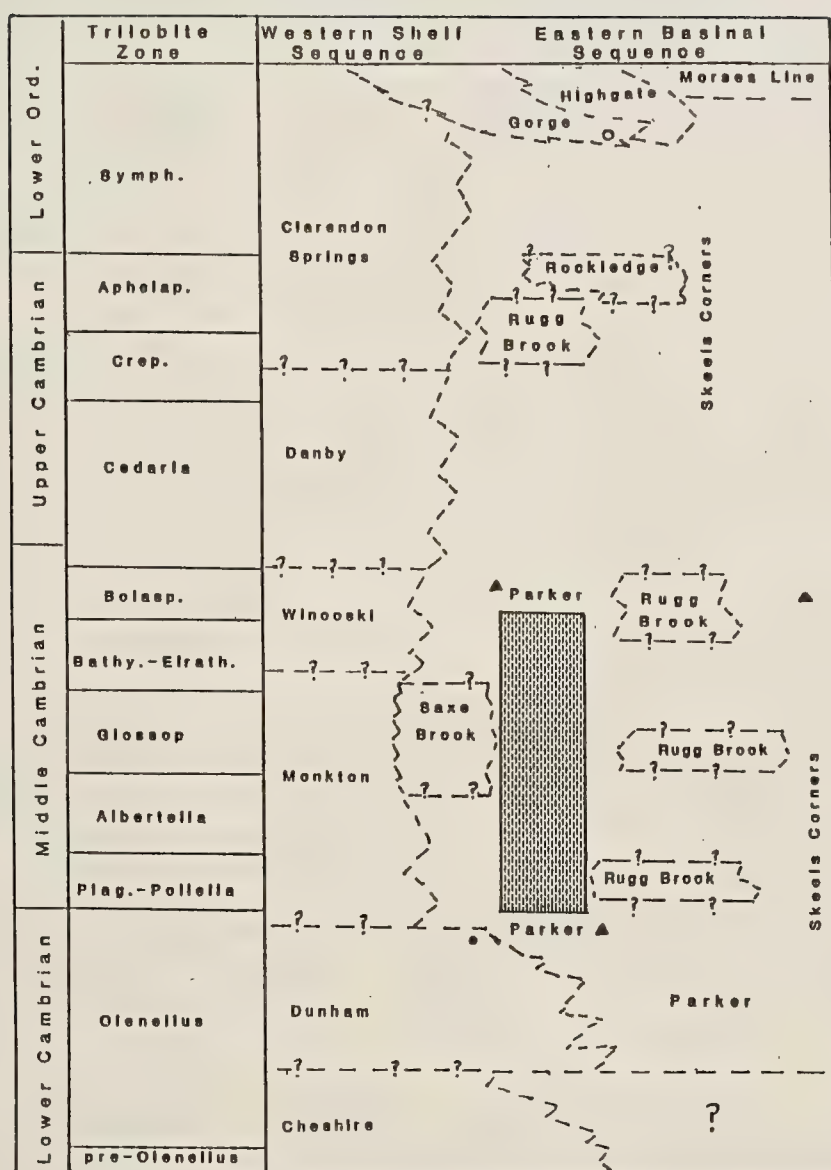 Trilobite
Zone
Western Shelf
Sequence
Eastern Basinal
Sequence
Lower Ord.
Upper Cambrian
Middle Cambrian
Lower Cambrian
Symph.
Aphelap.
Crep.
Cedaria
Bolasp.
Bathy.-Elrath.
Glossop
Albertella
Plag.-Poliella
Olenellus
pre-Olenellus
?
Clarendon
Springs
? ? ?
Danby
? ? ?
Winooski
? ?
Monkton
? ? ?
Dunham
? ? ?
Cheshire
Morses Line
Highgate
Gorge
? ?
Rockledge
? ?
? ?
Rugg
Brook
? ?
Skeels Corners
Parker
? ?
Rugg
Brook
? ?
?
Saxe
Brook
? ?
? ?
Rugg Brook
? ?
? ?
Rugg Brook
? ?
Skeels Corners
Parker
Parker
?